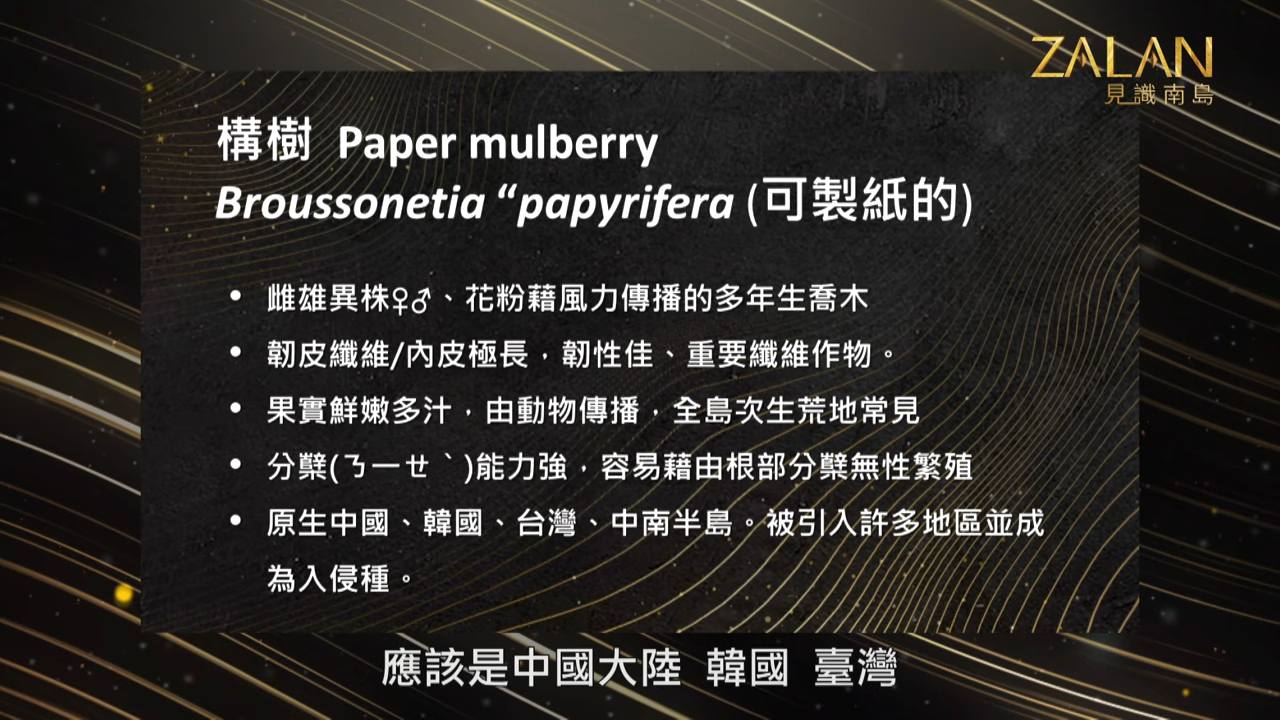 ZALAN
見識南島
構樹 Paper mulberry
Broussonetia “papyrifera (可製紙的)
• 雌雄異株♀♂、花粉藉風力傳播的多年生喬木
• 韌皮纖維/內皮極長，韌性佳、重要纖維作物。
• 果實鮮嫩多汁，由動物傳播，全島次生荒地常見
• 分櫱(ㄋㄧㄝˋ)能力強，容易藉由根部分櫱無性繁殖
• 原生中國、韓國、台灣、中南半島。被引入許多地區並成
為入侵種。
應該是中國大陸 韓國 臺灣